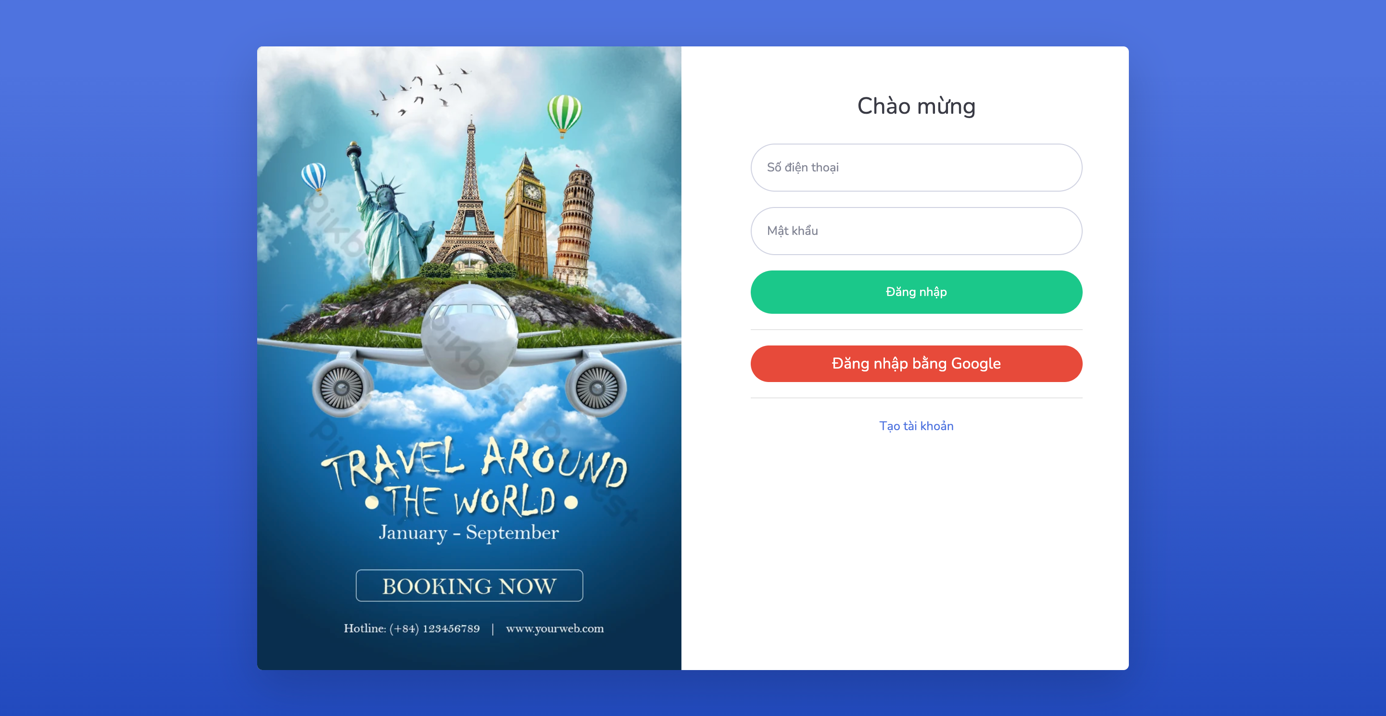 TRAVEL AROUND
• THE WORLD •
January - September
BOOKING NOW
Hotline: (+84) 123456789 | www.yourweb.com
Chào mừng
Số điện thoại
Mật khẩu
Đăng nhập
Đăng nhập bằng Google
Tạo tài khoản